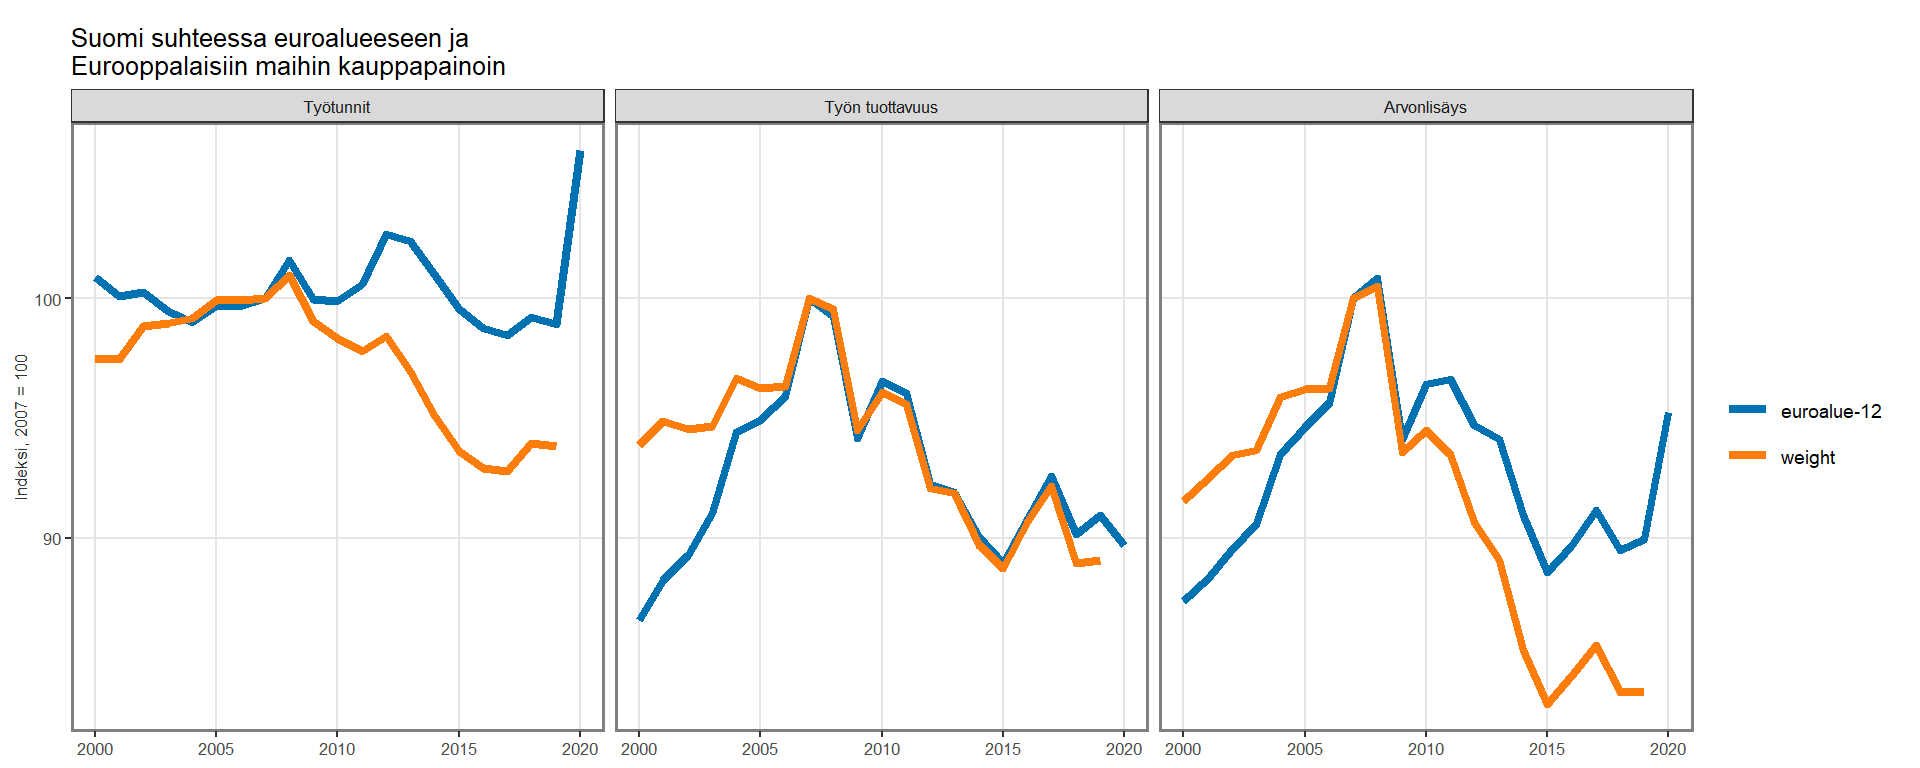 Suomi suhteessa euroalueeseen ja
Eurooppalaisiin maihin kauppapainoin
Työtunnit
Työn tuottavuus
Arvonlisäys
Indeksi, 2007 = 100
100
90
2000 2005 2010 2015 2020
2000 2005 2010 2015 2020
2000 2005 2010 2015 2020
euroalue-12
weight